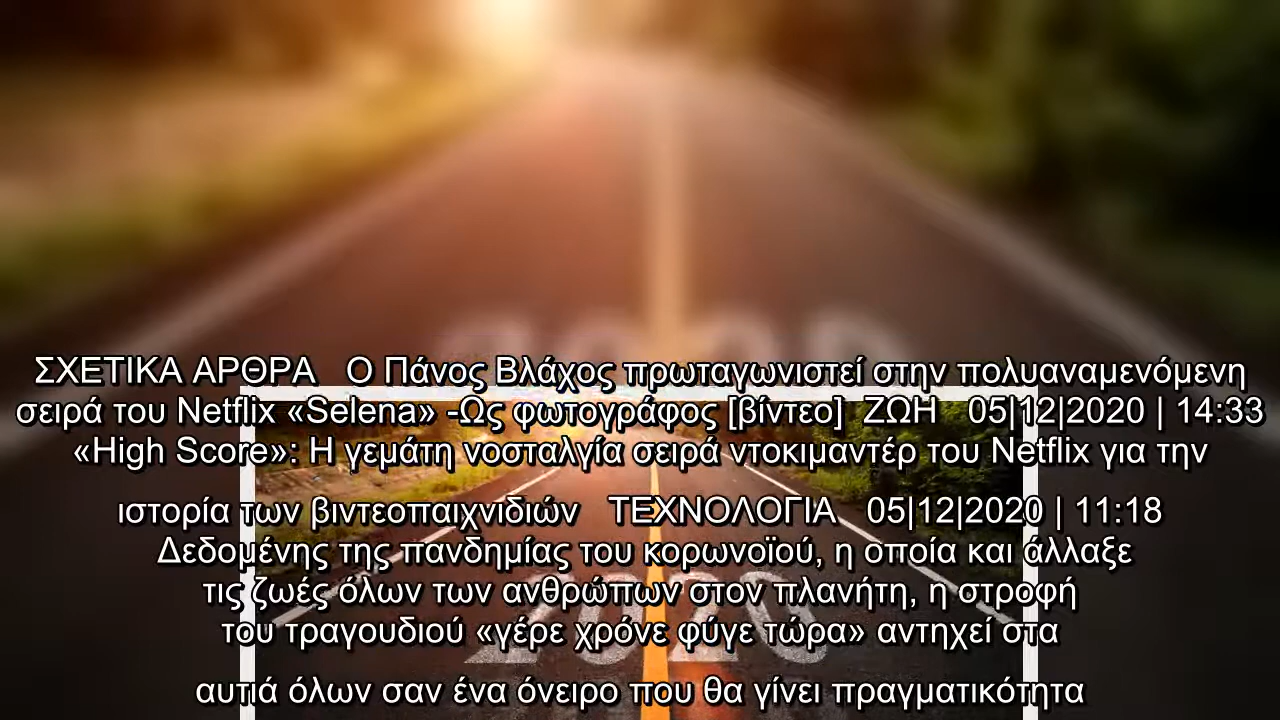 ΣΧΕΤΙΚΑ ΑΡΘΡΑ   Ο Πάνος Βλάχος πρωταγωνιστεί στην πολυαναμενόμενη
σειρά του Netflix «Selena» -Ως φωτογράφος [βίντεο]  ΖΩΗ   05|12|2020 | 14:33
«High Score»: Η γεμάτη νοσταλγία σειρά ντοκιμαντέρ του Netflix για την
ιστορία των βιντεοπαιχνιδιών   ΤΕΧΝΟΛΟΓΙΑ   05|12|2020 | 11:18
Δεδομένης της πανδημίας του κορωνοϊού, η οποία και άλλαξε
τις ζωές όλων των ανθρώπων στον πλανήτη, η στροφή
του τραγουδιού «γέρε χρόνε φύγε τώρα» αντηχεί στα
αυτιά όλων σαν ένα όνειρο που θα γίνει πραγματικότητα
2020